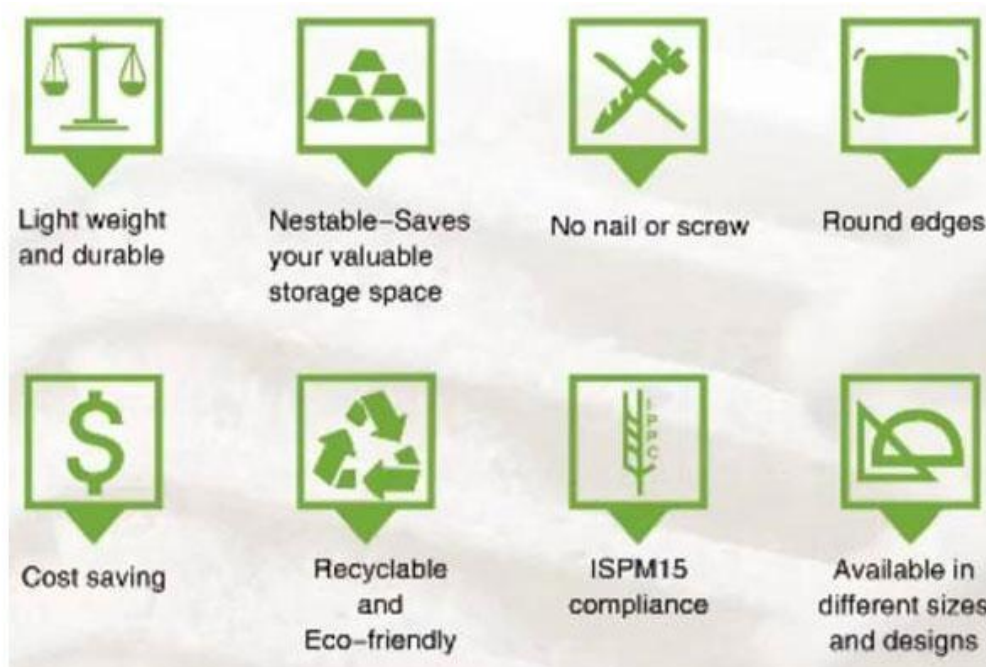 Light weight
and durable
Nestable–Saves
your valuable
storage space
No nail or screw
Round edges
$
IPPC
Cost saving
Recyclable
and
Eco–friendly
ISPM15
compliance
Available in
different sizes
and designs